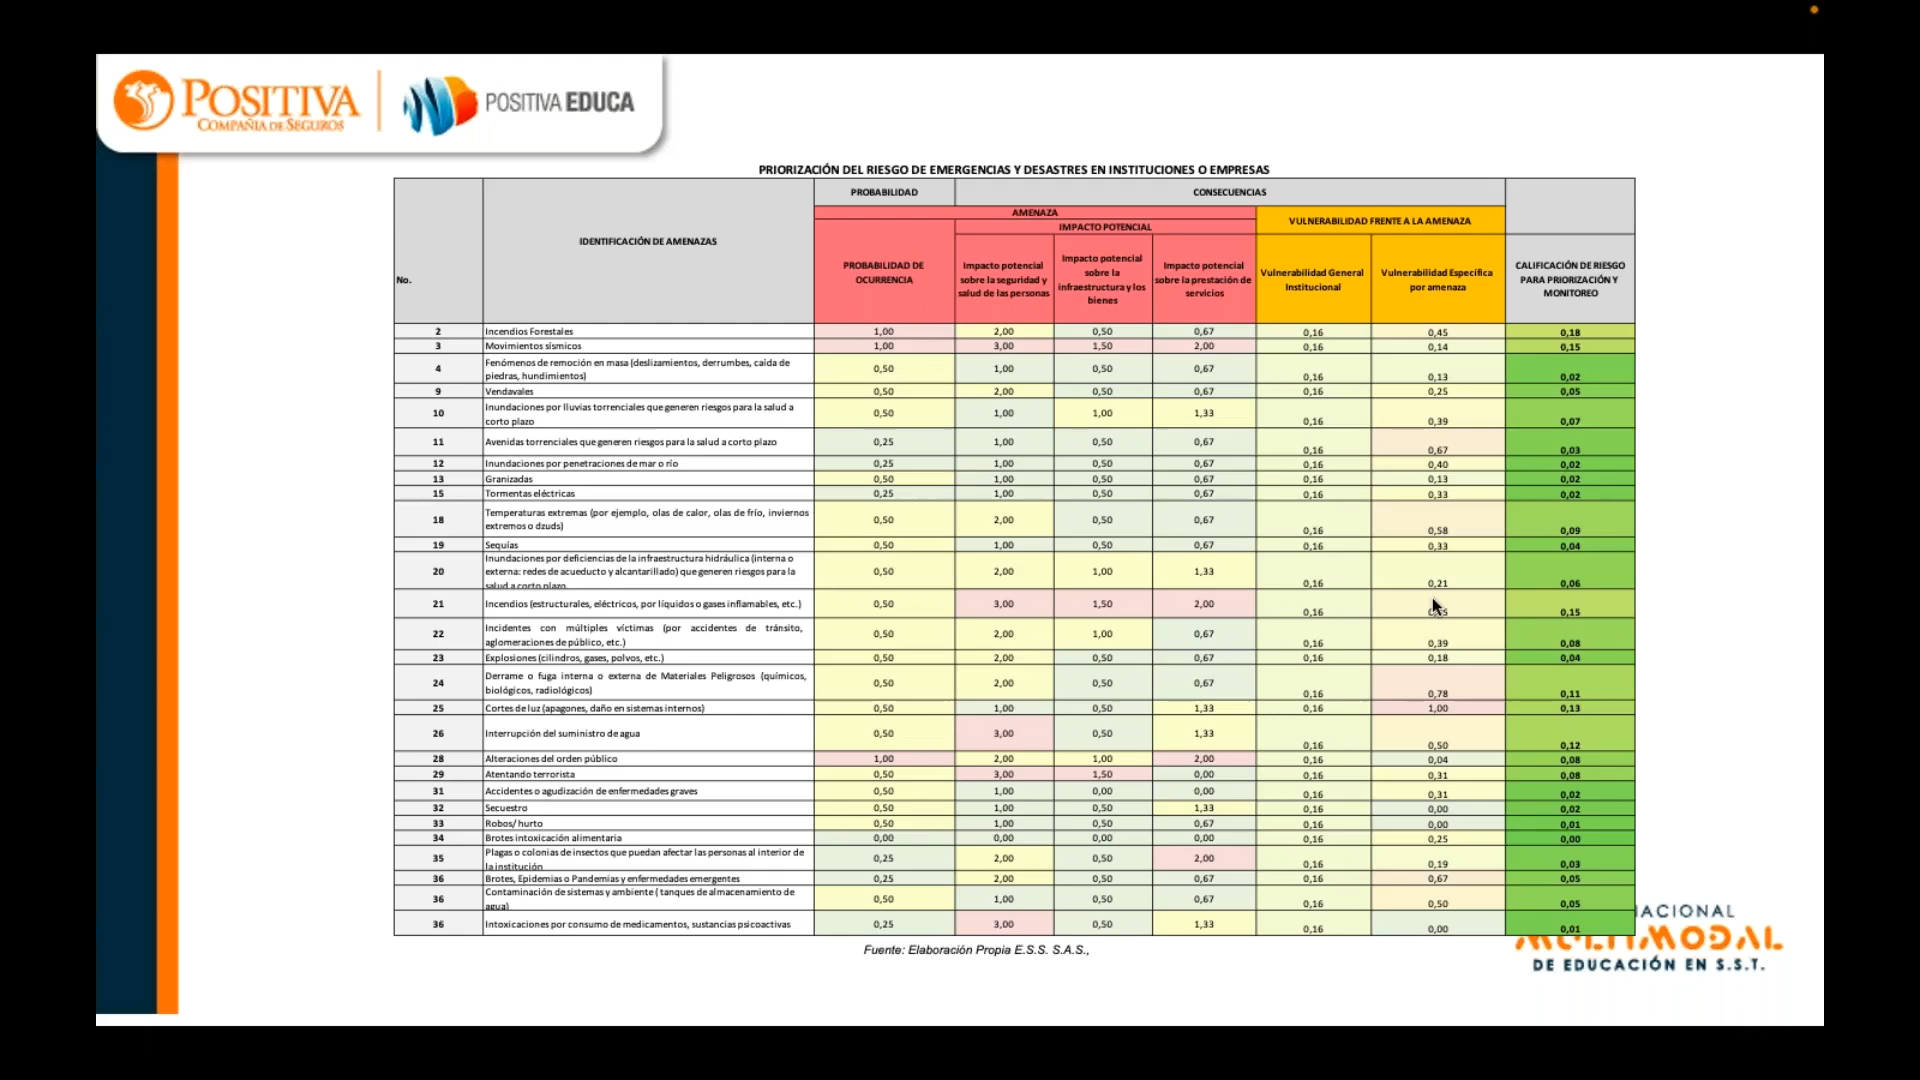 POSITIVA
COMPAÑIA DE SEGUROS
POSITIVA EDUCA
PRIORIZACIÓN DEL RIESGO DE EMERGENCIAS Y DESASTRES EN INSTITUCIONES O EMPRESAS
PROBABILIDAD CONSECUENCIAS
AMENAZA
IMPACTO POTENCIAL
VULNERABILIDAD FRENTE A LA AMENAZA
No.
IDENTIFICACIÓN DE AMENAZAS
PROBABILIDAD DE
OCURRENCIA
Impacto potencial
sobre la seguridad y
salud de las personas
Impacto potencial
sobre la
infraestructura y los
bienes
Impacto potencial
sobre la prestación de
servicios
Vulnerabilidad General
Institucional
Vulnerabilidad Específica
por amenaza
CALIFICACIÓN DE RIESGO
PARA PRIORIZACIÓN Y
MONITOREO
2 Incendios Forestales 1,00 2,00 0,50 0,67 0,16 0,45 0,18
3 Movimientos sísmicos 1,00 3,00 1,50 2,00 0,16 0,14 0,15
4 Fenómenos de remoción en masa (deslizamientos, derrumbes, caída de
piedras, hundimientos) 0,50 1,00 0,50 0,67 0,16 0,13 0,02
9 Vendavales 0,50 2,00 0,50 0,67 0,16 0,25 0,05
10 Inundaciones por lluvias torrenciales que generen riesgos para la salud a
corto plazo 0,50 1,00 1,00 1,33 0,16 0,39 0,07
11 Avenidas torrenciales que generen riesgos para la salud a corto plazo 0,25 1,00 0,50 0,67 0,16 0,67 0,03
12 Inundaciones por penetraciones de mar o río 0,25 1,00 0,50 0,67 0,16 0,40 0,02
13 Granizadas 0,50 1,00 0,50 0,67 0,16 0,13 0,02
15 Tormentas eléctricas 0,25 1,00 0,50 0,67 0,16 0,33 0,02
18 Temperaturas extremas (por ejemplo, olas de calor, olas de frío, inviernos
extremos o dzuds) 0,50 2,00 0,50 0,67 0,16 0,58 0,09
19 Sequías 0,50 1,00 0,50 0,67 0,16 0,33 0,04
20 Inundaciones por deficiencias de la infraestructura hidráulica (interna o
externa: redes de acueducto y alcantarillado) que generen riesgos para la
salud a corto plazo 0,50 2,00 1,00 1,33 0,16 0,21 0,06
21 Incendios (estructurales, eléctricos, por líquidos o gases inflamables, etc.) 0,50 3,00 1,50 2,00 0,16 0,15
22 Incidentes con múltiples víctimas (por accidentes de tránsito,
aglomeraciones de público, etc.) 0,50 2,00 1,00 0,67 0,16 0,39 0,08
23 Explosiones (cilindros, gases, polvos, etc.) 0,50 2,00 0,50 0,67 0,16 0,18 0,04
24 Derrame o fuga interna o externa de Materiales Peligrosos (químicos,
biológicos, radiológicos) 0,50 2,00 0,50 0,67 0,16 0,78 0,11
25 Cortes de luz (apagones, daño en sistemas internos) 0,50 1,00 0,50 1,33 0,16 1,00 0,13
26 Interrupción del suministro de agua 0,50 3,00 0,50 1,33 0,16 0,50 0,12
28 Alteraciones del orden público 1,00 2,00 1,00 2,00 0,16 0,04 0,08
29 Atentando terrorista 0,50 3,00 1,50 0,00 0,16 0,31 0,08
31 Accidentes o agudización de enfermedades graves 0,50 1,00 0,00 0,00 0,16 0,31 0,02
32 Secuestro 0,50 1,00 0,50 1,33 0,16 0,00 0,02
33 Robos/ hurto 0,50 1,00 0,50 0,67 0,16 0,00 0,01
34 Brotes intoxicación alimentaria 0,00 0,00 0,00 0,00 0,16 0,25 0,00
35 Plagas o colonias de insectos que puedan afectar las personas al interior de
la institución 0,25 2,00 0,50 2,00 0,16 0,19 0,03
36 Brotes, Epidemias o Pandemias y enfermedades emergentes 0,25 2,00 0,50 0,67 0,16 0,67 0,05
36 Contaminación de sistemas y ambiente ( tanques de almacenamiento de
agua) 0,50 1,00 0,50 0,67 0,16 0,50 0,05
36 Intoxicaciones por consumo de medicamentos, sustancias psicoactivas 0,25 3,00 0,50 1,33 0,16 0,00 0,01
Fuente: Elaboración Propia E.S.S. S.A.S.,
NACIONAL
MULTIMODAL
DE EDUCACIÓN EN S.S.T.